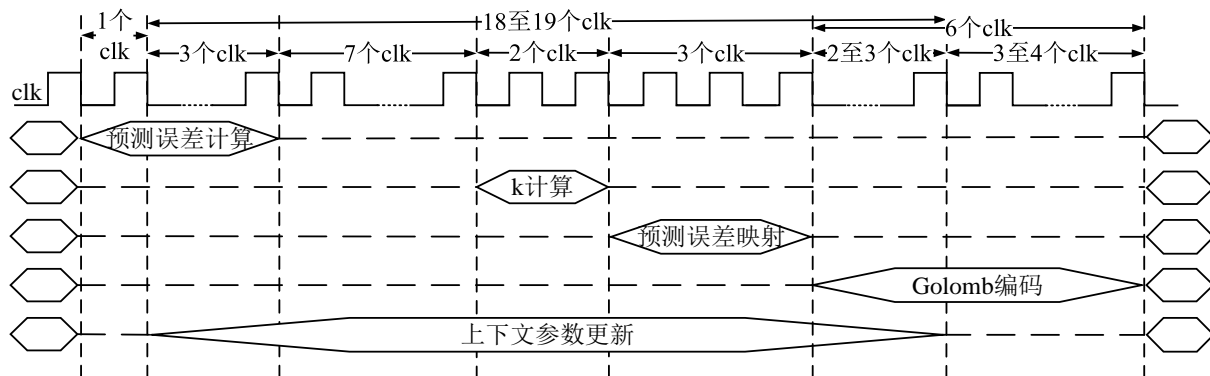 1个
clk
18至19个clk
6个clk
3个clk
7个clk
2个clk
3个clk
2至3个clk
3至4个clk
clk
预测误差计算
k计算
预测误差映射
Golomb编码
上下文参数更新